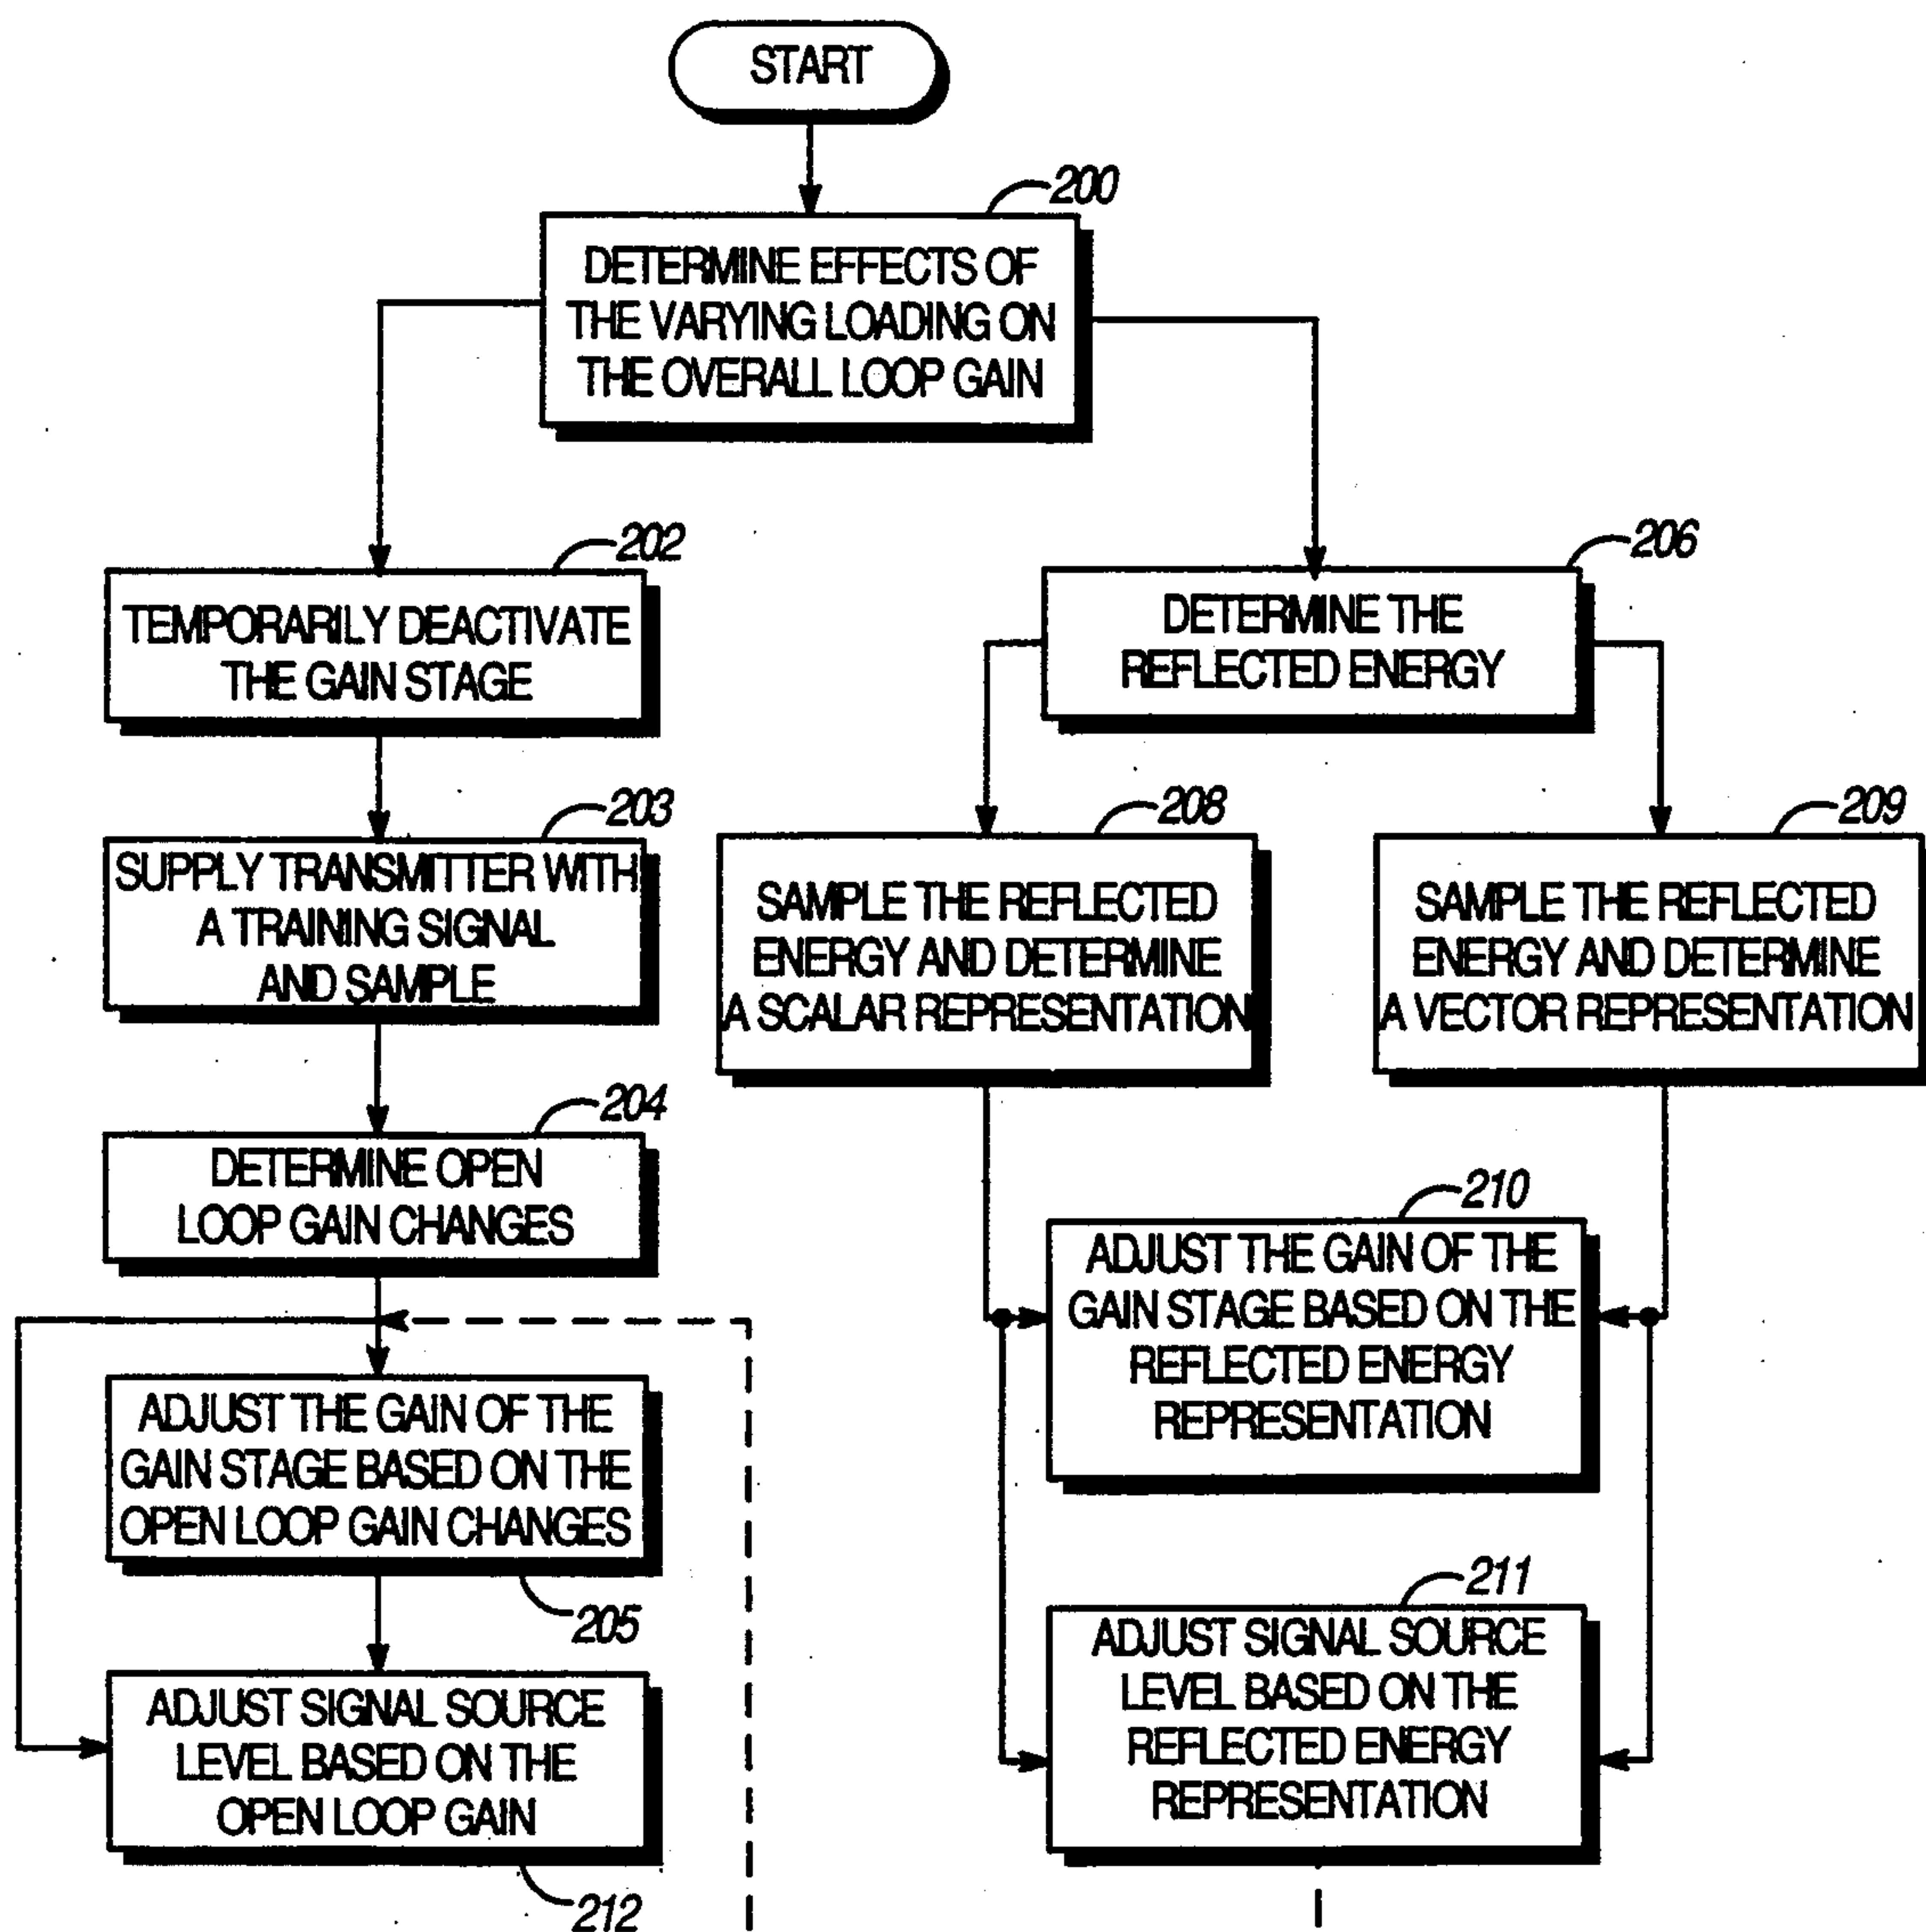 START
200
DETERMINE EFFECTS OF
THE VARYING LOADING ON
THE OVERALL LOOP GAIN
202
TEMPORARILY DEACTIVATE
THE GAIN STAGE
206
DETERMINE THE
REFLECTED ENERGY
203
SUPPLY TRANSMITTER WITH
A TRAINING SIGNAL
AND SAMPLE
208
SAMPLE THE REFLECTED
ENERGY AND DETERMINE
A SCALAR REPRESENTATION
209
SAMPLE THE REFLECTED
ENERGY AND DETERMINE
A VECTOR REPRESENTATION
204
DETERMINE OPEN
LOOP GAIN CHANGES
210
ADJUST THE GAIN OF THE
GAIN STAGE BASED ON THE
REFLECTED ENERGY
REPRESENTATION
ADJUST THE GAIN OF THE
GAIN STAGE BASED ON THE
OPEN LOOP GAIN CHANGES
205
211
ADJUST SIGNAL SOURCE
LEVEL BASED ON THE
REFLECTED ENERGY
REPRESENTATION
ADJUST SIGNAL SOURCE
LEVEL BASED ON THE
OPEN LOOP GAIN
212